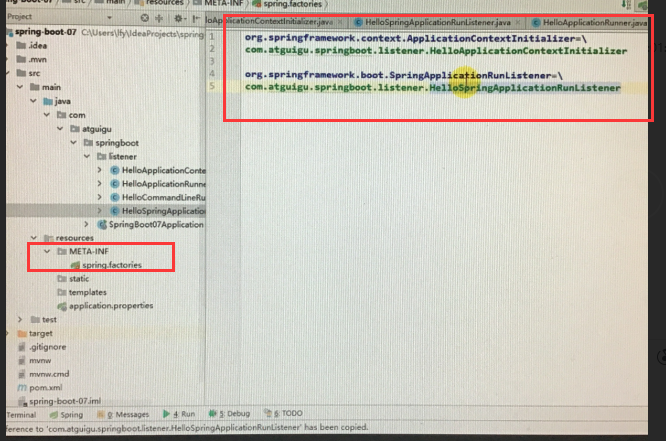 spring-boot-07
src
main
resources
META-INF
spring.factories
Project
ApplicationContextInitializer.java
HelloSpringApplicationRunListener.java
HelloApplicationRunner.java
spring-boot-07 C:\Users\lfy\IdeaProjects\spring
.idea
.mvn
src
main
java
com
atguigu
springboot
listener
HelloApplicationConte
HelloApplicationRunne
HelloCommandLineRu
HelloSpringApplication
SpringBoot07Application
resources
META-INF
spring.factories
static
templates
application.properties
test
target
.gitignore
mvnw
mvnw.cmd
pom.xml
spring-boot-07.iml
1 org.springframework.context.ApplicationContextInitializer=\
2 com.atguigu.springboot.listener.HelloApplicationContextInitializer
3
4 org.springframework.boot.SpringApplicationRunListener=\
5 com.atguigu.springboot.listener.HelloSpringApplicationRunListener
Terminal Spring 0: Messages 4: Run 5: Debug 6: TODO
erence to 'com.atguigu.springboot.listener.HelloSpringApplicationRunListener' has been copied.